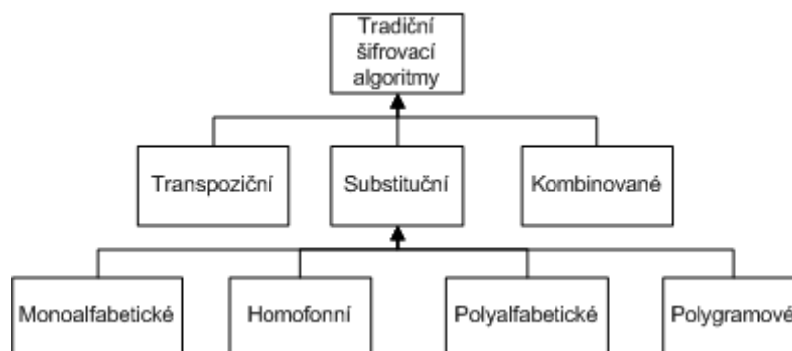 Tradiční
šifrovací
algoritmy
Transpoziční
Substituční
Kombinované
Monoalfabetické
Homofonní
Polyalfabetické
Polygramové